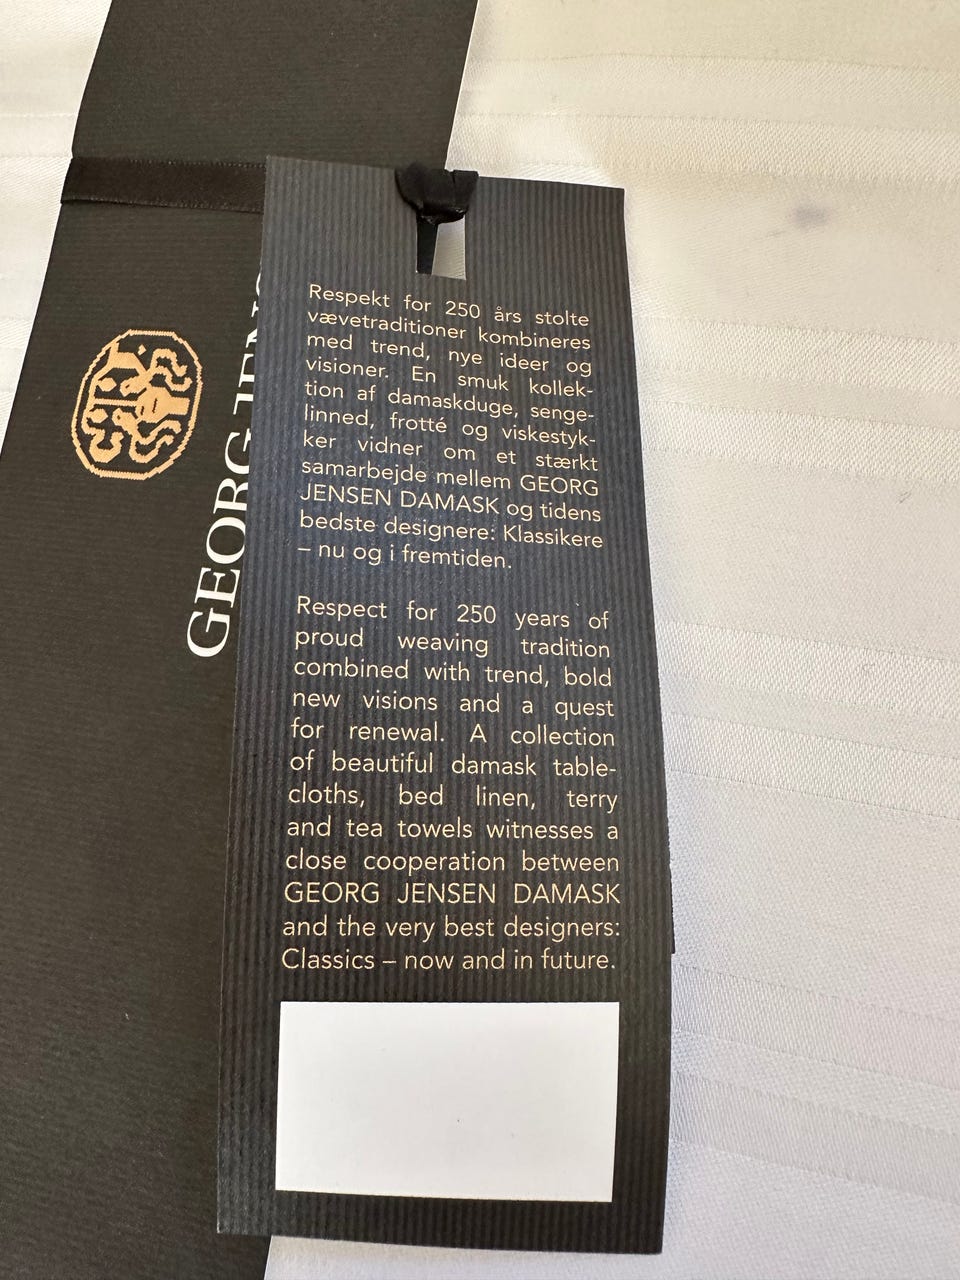 Respekt for 250 års stolte
vævetraditioner kombineres
med trend, nye ideer og
visioner. En smuk kollek-
tion af damaskduge, senge-
linned, frotté og viskestyk-
ker vidner om et stærkt
samarbejde mellem GEORG
JENSEN DAMASK og tidens
bedste designere: Klassikere
– nu og i fremtiden.
Respect for 250 years of
proud weaving tradition
combined with trend, bold
new visions and a quest
for renewal. A collection
of beautiful damask table-
cloths, bed linen, terry
and tea towels witnesses a
close cooperation between
GEORG JENSEN DAMASK
and the very best designers:
Classics – now and in future.
GEORG